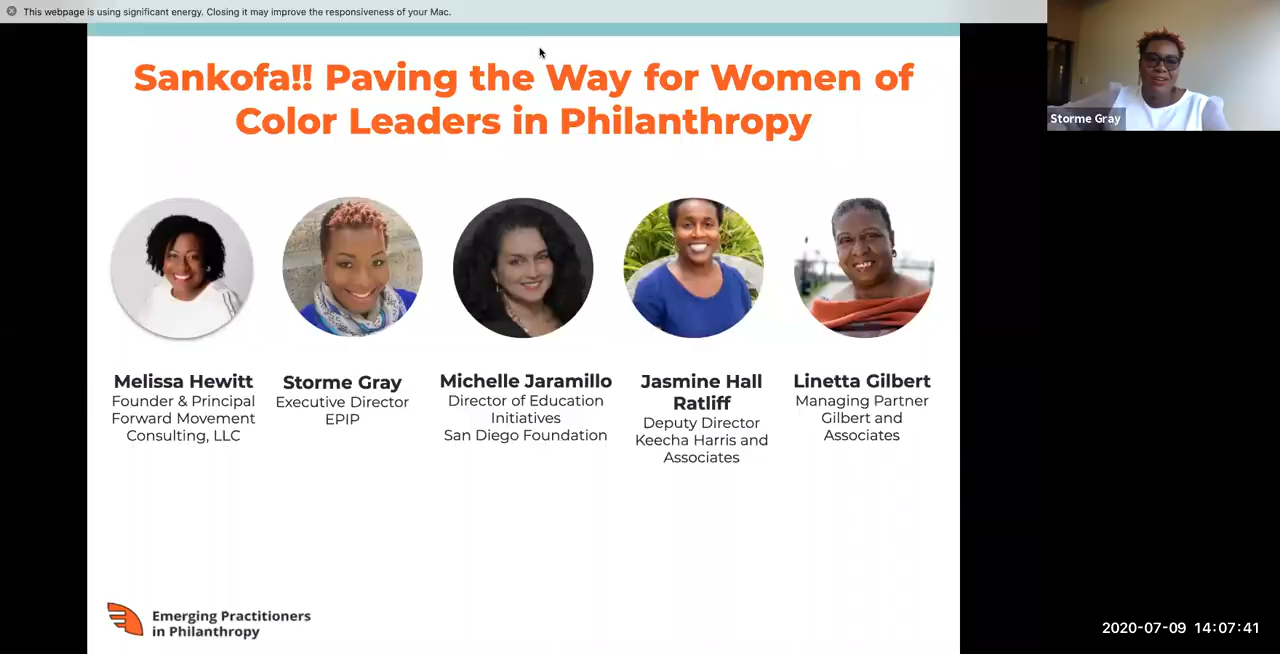 This webpage is using significant energy. Closing it may improve the responsiveness of your Mac.
Sankofa!! Paving the Way for Women of
Color Leaders in Philanthropy
Storme Gray
Melissa Hewitt
Founder & Principal
Forward Movement
Consulting, LLC
Storme Gray
Executive Director
EPIP
Michelle Jaramillo
Director of Education
Initiatives
San Diego Foundation
Jasmine Hall
Ratliff
Deputy Director
Keecha Harris and
Associates
Linetta Gilbert
Managing Partner
Gilbert and
Associates
Emerging Practitioners
in Philanthropy
2020-07-09 14:07:41